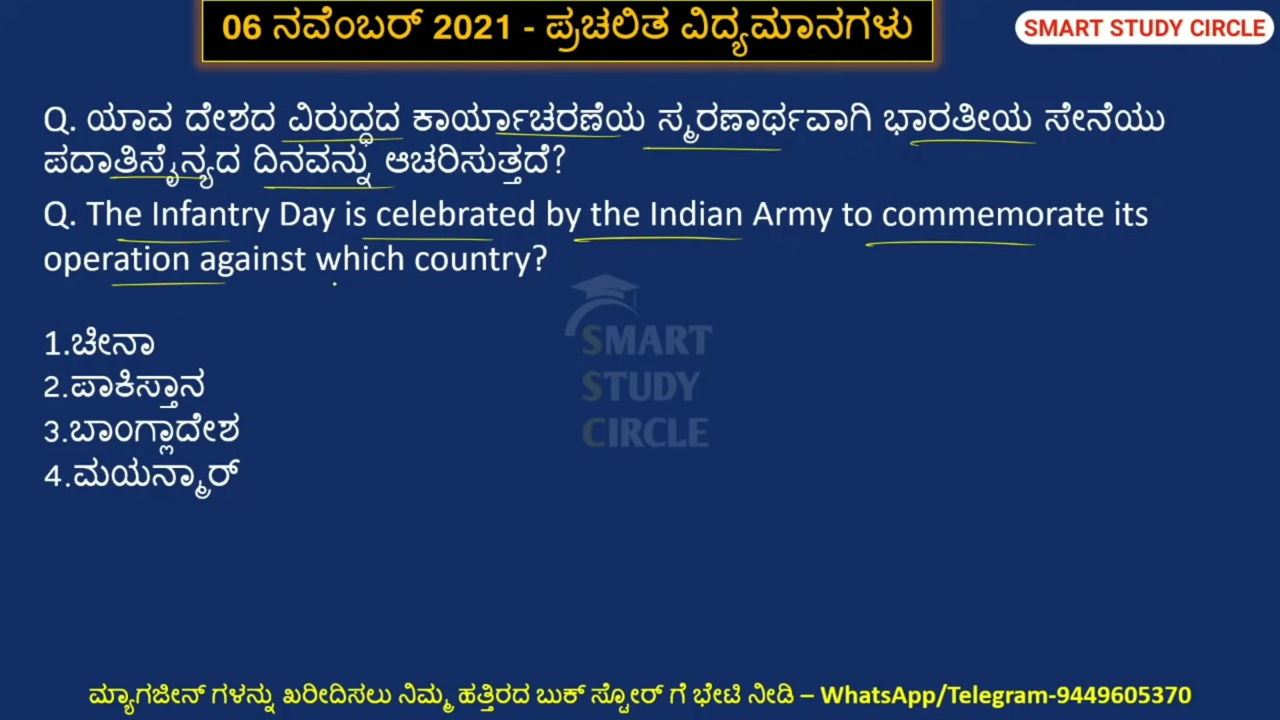 06 ನವೆಂಬರ್ 2021 - ಪ್ರಚಲಿತ ವಿದ್ಯಮಾನಗಳು
SMART STUDY CIRCLE
Q. ಯಾವ ದೇಶದ ವಿರುದ್ಧದ ಕಾರ್ಯಾಚರಣೆಯ ಸ್ಮರಣಾರ್ಥವಾಗಿ ಭಾರತೀಯ ಸೇನೆಯು
ಪದಾತಿಸೈನ್ಯದ ದಿನವನ್ನು ಆಚರಿಸುತ್ತದೆ?
Q. The Infantry Day is celebrated by the Indian Army to commemorate its
operation against which country?
1.ಚೀನಾ
2.ಪಾಕಿಸ್ತಾನ
3.ಬಾಂಗ್ಲಾದೇಶ
4.ಮಯನ್ಮಾರ್
SMART
STUDY
CIRCLE
ಮ್ಯಾಗಜೀನ್ ಗಳನ್ನು ಖರೀದಿಸಲು ನಿಮ್ಮ ಹತ್ತಿರದ ಬುಕ್ ಸ್ಟೋರ್ ಗೆ ಭೇಟಿ ನೀಡಿ – WhatsApp/Telegram-9449605370